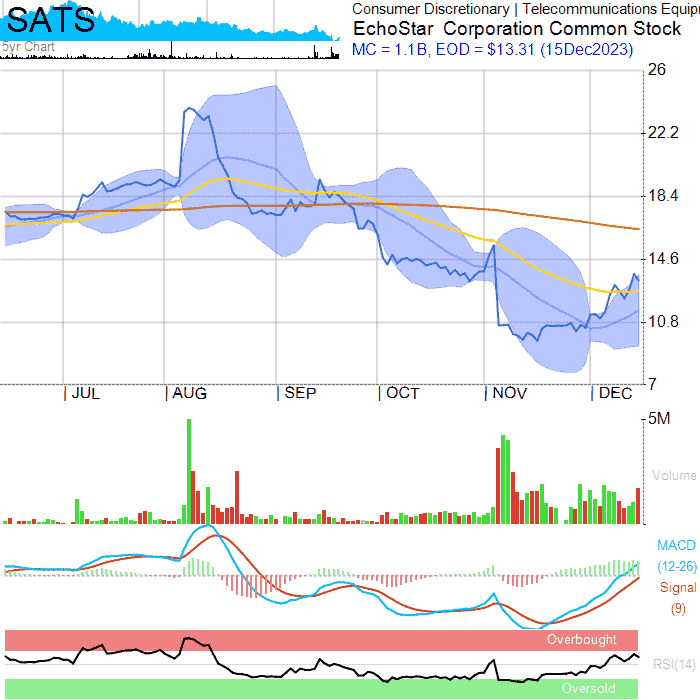 SATS
5yr Chart
Consumer Discretionary | Telecommunications Equip
EchoStar Corporation Common Stock
MC = 1.1B, EOD = $13.31 (15Dec2023)
26
22.2
18.4
14.6
10.8
7
JUL
AUG
SEP
OCT
NOV
DEC
5M
Volume
MACD
(12-26)
Signal
(9)
Overbought
RSI(14)
Oversold